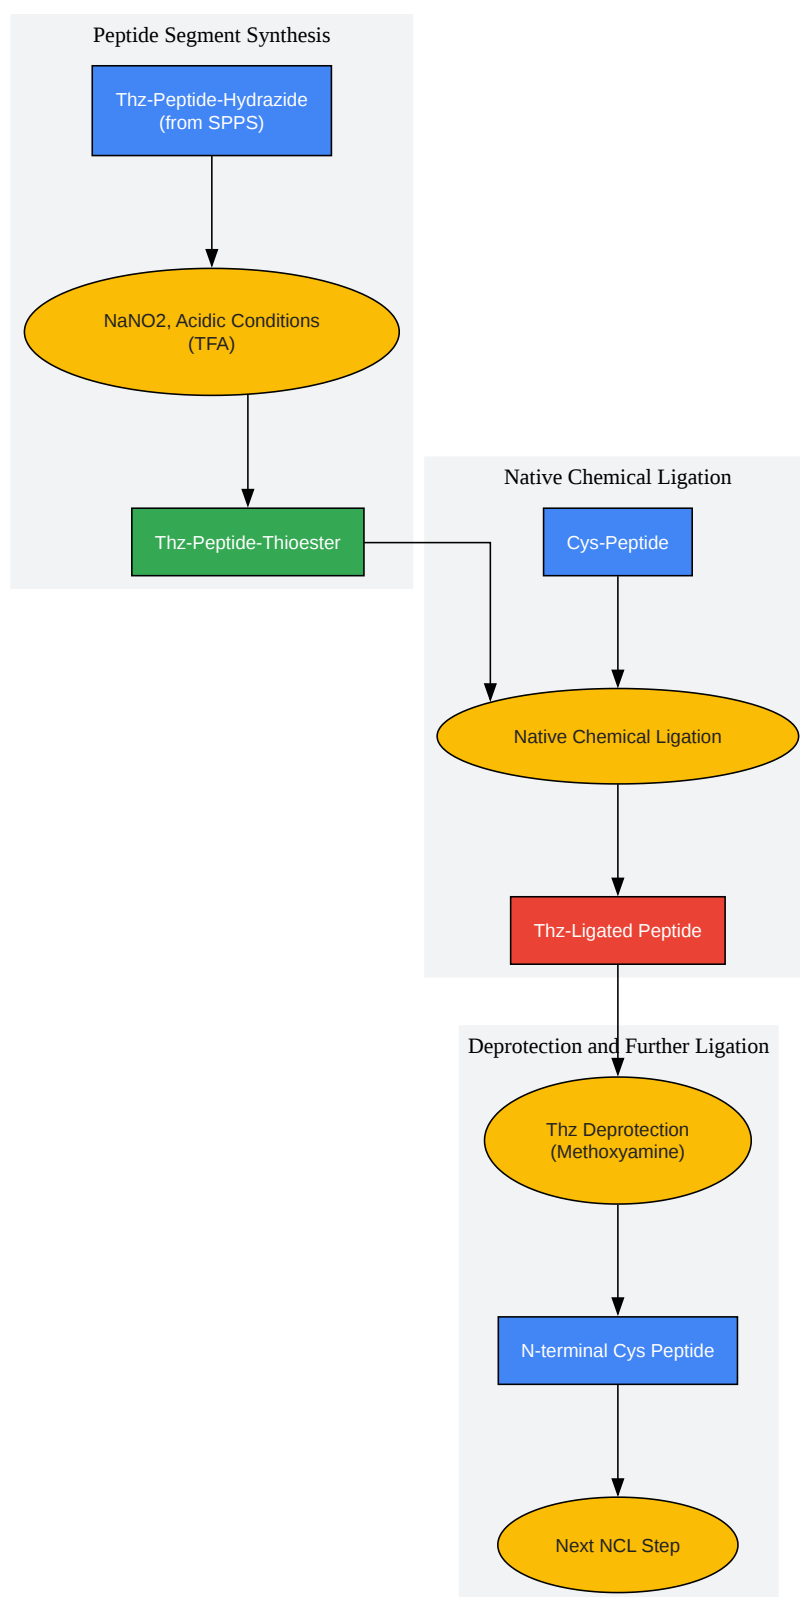 Peptide Segment Synthesis
Thz-Peptide-Hydrazide
(from SPPS)
NaNO2, Acidic Conditions
(TFA)
Thz-Peptide-Thioester
Native Chemical Ligation
Cys-Peptide
Native Chemical Ligation
Thz-Ligated Peptide
Deprotection and Further Ligation
Thz Deprotection
(Methoxyamine)
N-terminal Cys Peptide
Next NCL Step